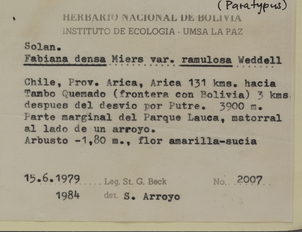 (Paratypus)
HERBARIO NACIONAL DE BOLIVIA
INSTITUTO DE ECOLOGIA - UMSA LA PAZ
Solan.
Fabiana densa Miers var. ramulosa Weddell
Chile, Prov. Arica, Arica 131 kms. hacia
Tambo Quemado (frontera con Bolivia) 3 kms
despues del desvio por Putre. 3900 m.
Parte marginal del Parque Lauca, matorral
al lado de un arroyo.
Arbusto -1,80 m., flor amarilla-sucia
15.6.1979 Leg. St. G. Beck No. 2007
1984 det. S. Arroyo